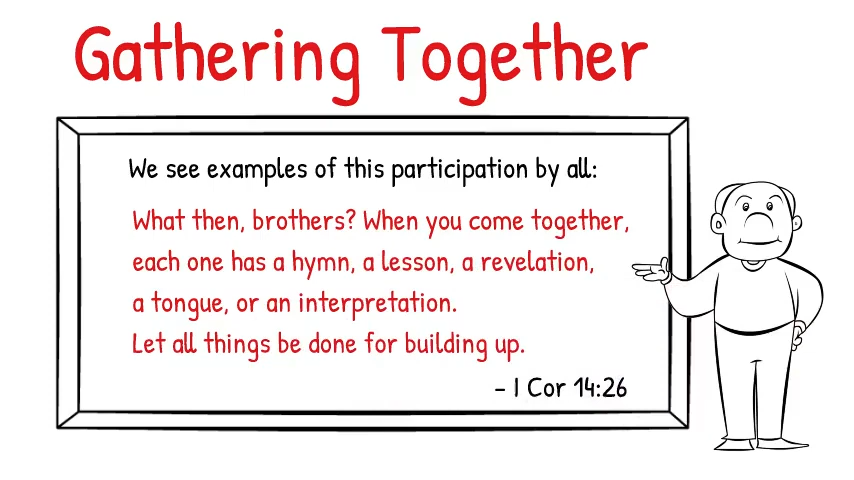 Gathering Together
We see examples of this participation by all:
What then, brothers? When you come together,
each one has a hymn, a lesson, a revelation,
a tongue, or an interpretation.
Let all things be done for building up.
- 1 Cor 14:26